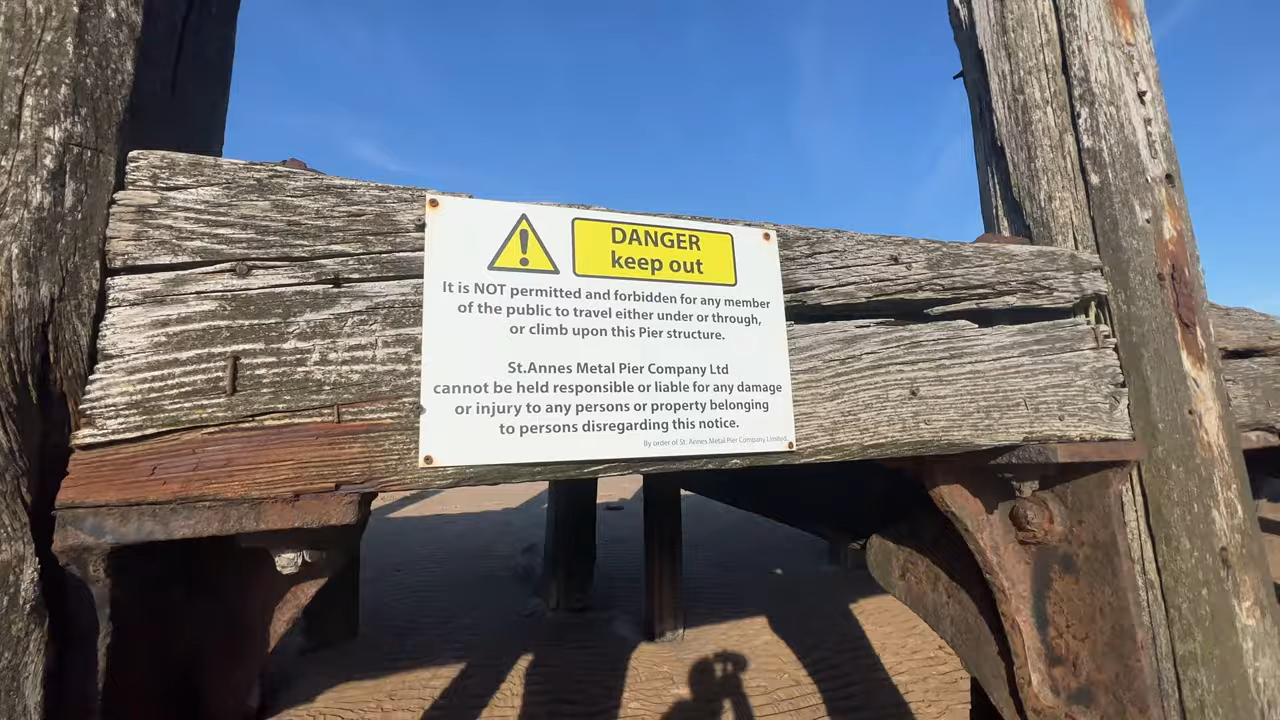 DANGER
keep out
It is NOT permitted and forbidden for any member
of the public to travel either under or through,
or climb upon this Pier structure.
St.Annes Metal Pier Company Ltd
cannot be held responsible or liable for any damage
or injury to any persons or property belonging
to persons disregarding this notice.
By order of St. Annes Metal Pier Company Limited.